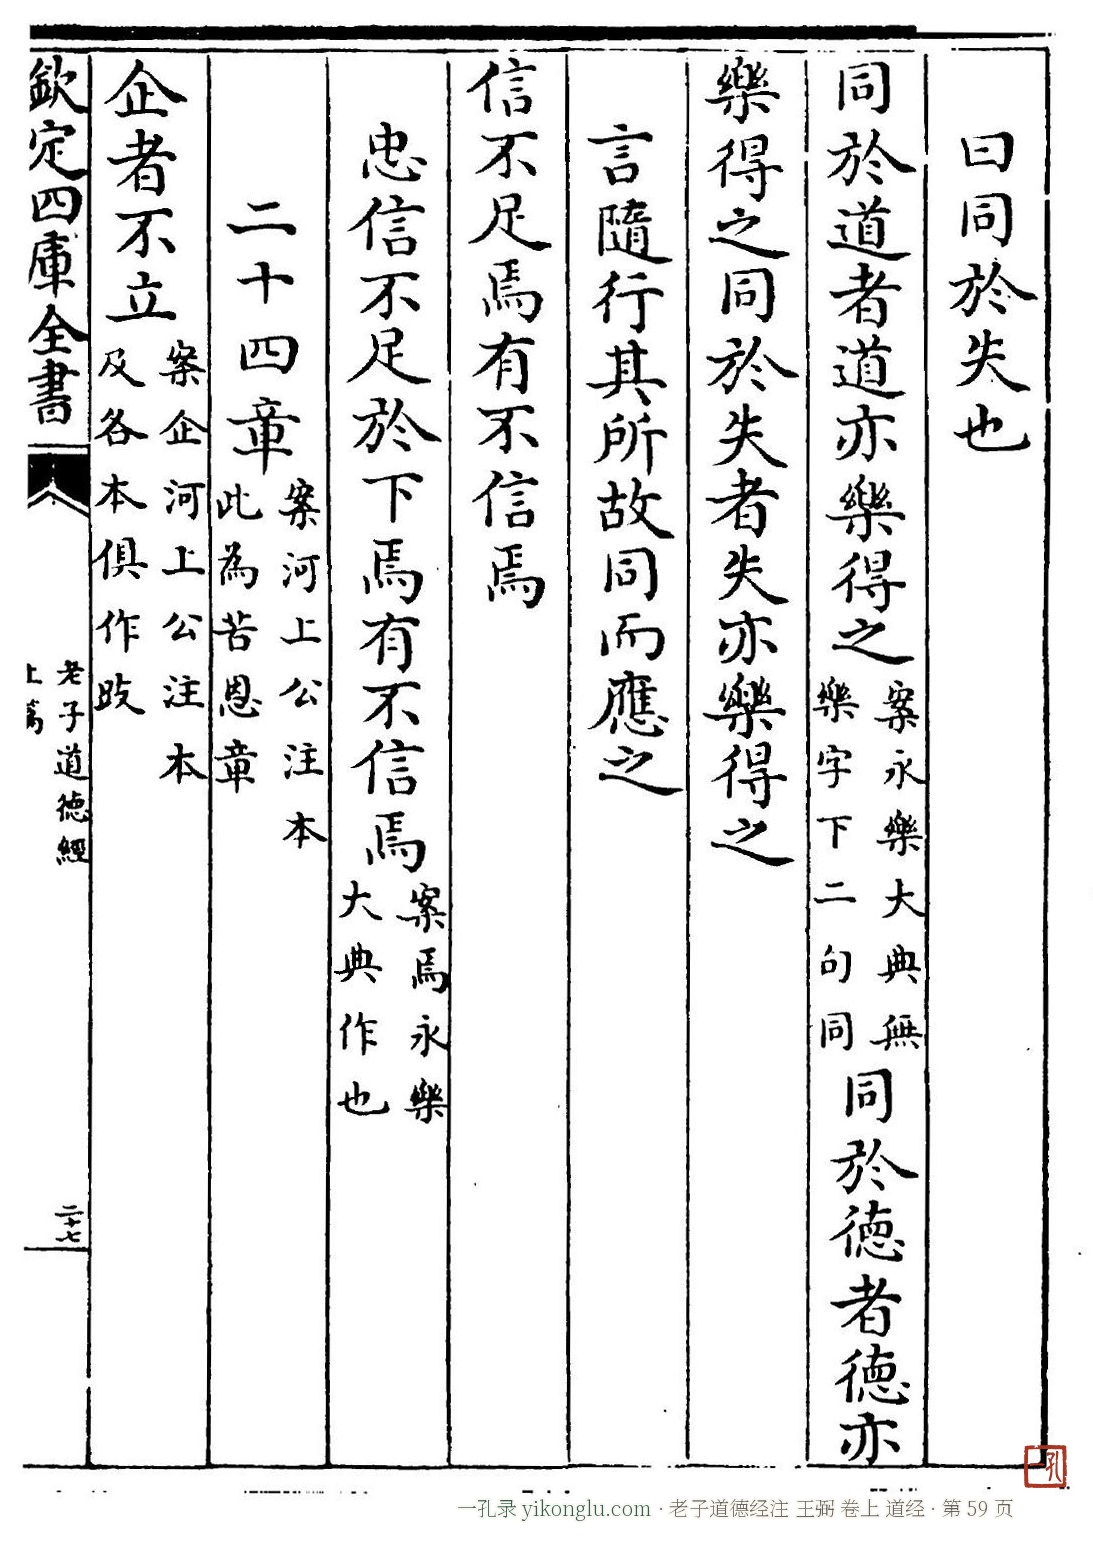 曰同於失也
同於道者道亦樂得之案永樂大典無樂字下二句同同於徳者徳亦
樂得之同於失者失亦樂得之
言隨行其所故同而應之
信不足焉有不信焉
忠信不足於下焉有不信焉案焉永樂大典作也
二十四章案河上公注本此為苦恩章
企者不立案企河上公注本及各本俱作跂
欽定四庫全書
老子道徳經
上篇
二十七
一孔
一孔录 yikonglu.com · 老子道德经注 王弼 卷上 道经 · 第 59 页